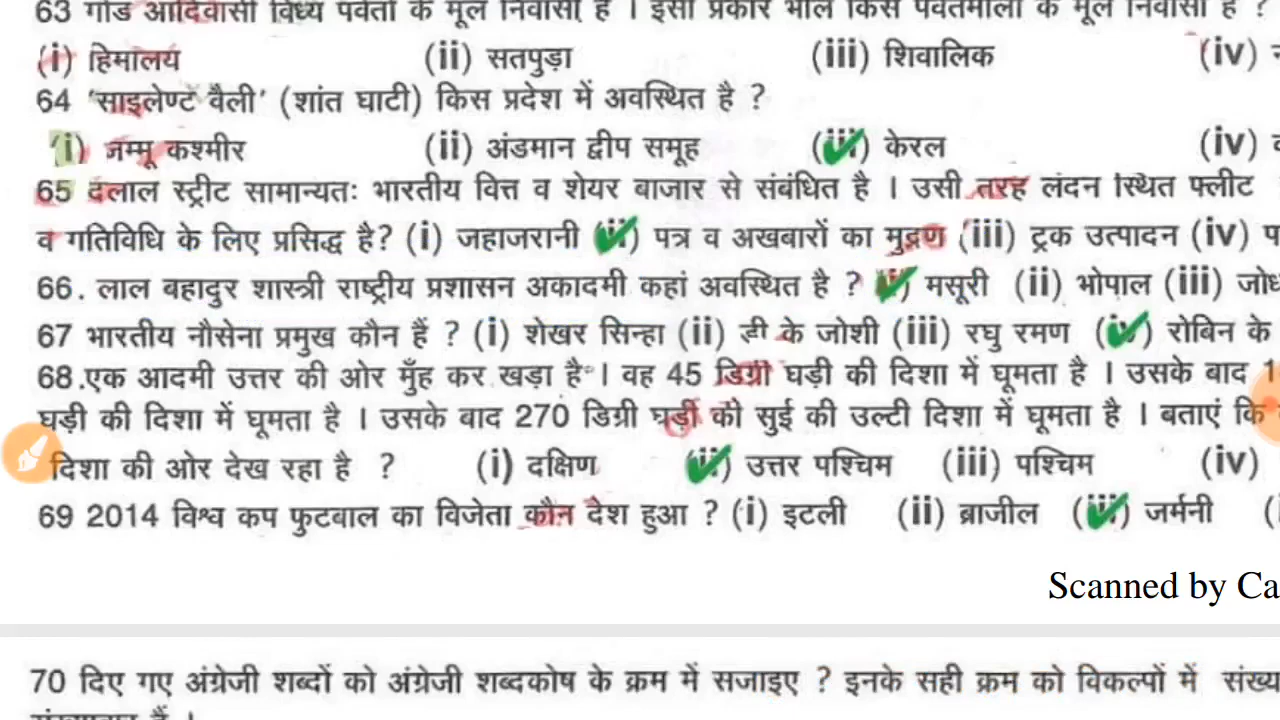 63 गोंड आदिवासी विंध्य पर्वतों के मूल निवासी हैं । इसी प्रकार भील किस पर्वतमाला के मूल निवासी हैं ?
(i) हिमालय (ii) सतपुड़ा (iii) शिवालिक (iv)
64 'साइलेण्ट वैली' (शांत घाटी) किस प्रदेश में अवस्थित है ?
(i) जम्मू कश्मीर (ii) अंडमान द्वीप समूह (iii) केरल (iv)
65 दलाल स्ट्रीट सामान्यतः भारतीय वित्त व शेयर बाजार से संबंधित है । उसी तरह लंदन स्थित फ्लीट
व गतिविधि के लिए प्रसिद्ध है? (i) जहाजरानी (ii) पत्र व अखबारों का मुद्रण (iii) ट्रक उत्पादन (iv)
66. लाल बहादुर शास्त्री राष्ट्रीय प्रशासन अकादमी कहां अवस्थित है ? (i) मसूरी (ii) भोपाल (iii)
67 भारतीय नौसेना प्रमुख कौन हैं ? (i) शेखर सिन्हा (ii) डी के जोशी (iii) रघु रमण (iv) रोबिन के
68.एक आदमी उत्तर की ओर मुँह कर खड़ा है । वह 45 डिग्री घड़ी की दिशा में घूमता है । उसके बाद
घड़ी की दिशा में घूमता है । उसके बाद 270 डिग्री घड़ी की सुई की उल्टी दिशा में घूमता है । बताएं कि
दिशा की ओर देख रहा है ? (i) दक्षिण (ii) उत्तर पश्चिम (iii) पश्चिम (iv)
69 2014 विश्व कप फुटबाल का विजेता कौन देश हुआ ? (i) इटली (ii) ब्राजील (iii) जर्मनी
Scanned by
70 दिए गए अंग्रेजी शब्दों को अंग्रेजी शब्दकोष के क्रम में सजाइए ? इनके सही क्रम को विकल्पों में